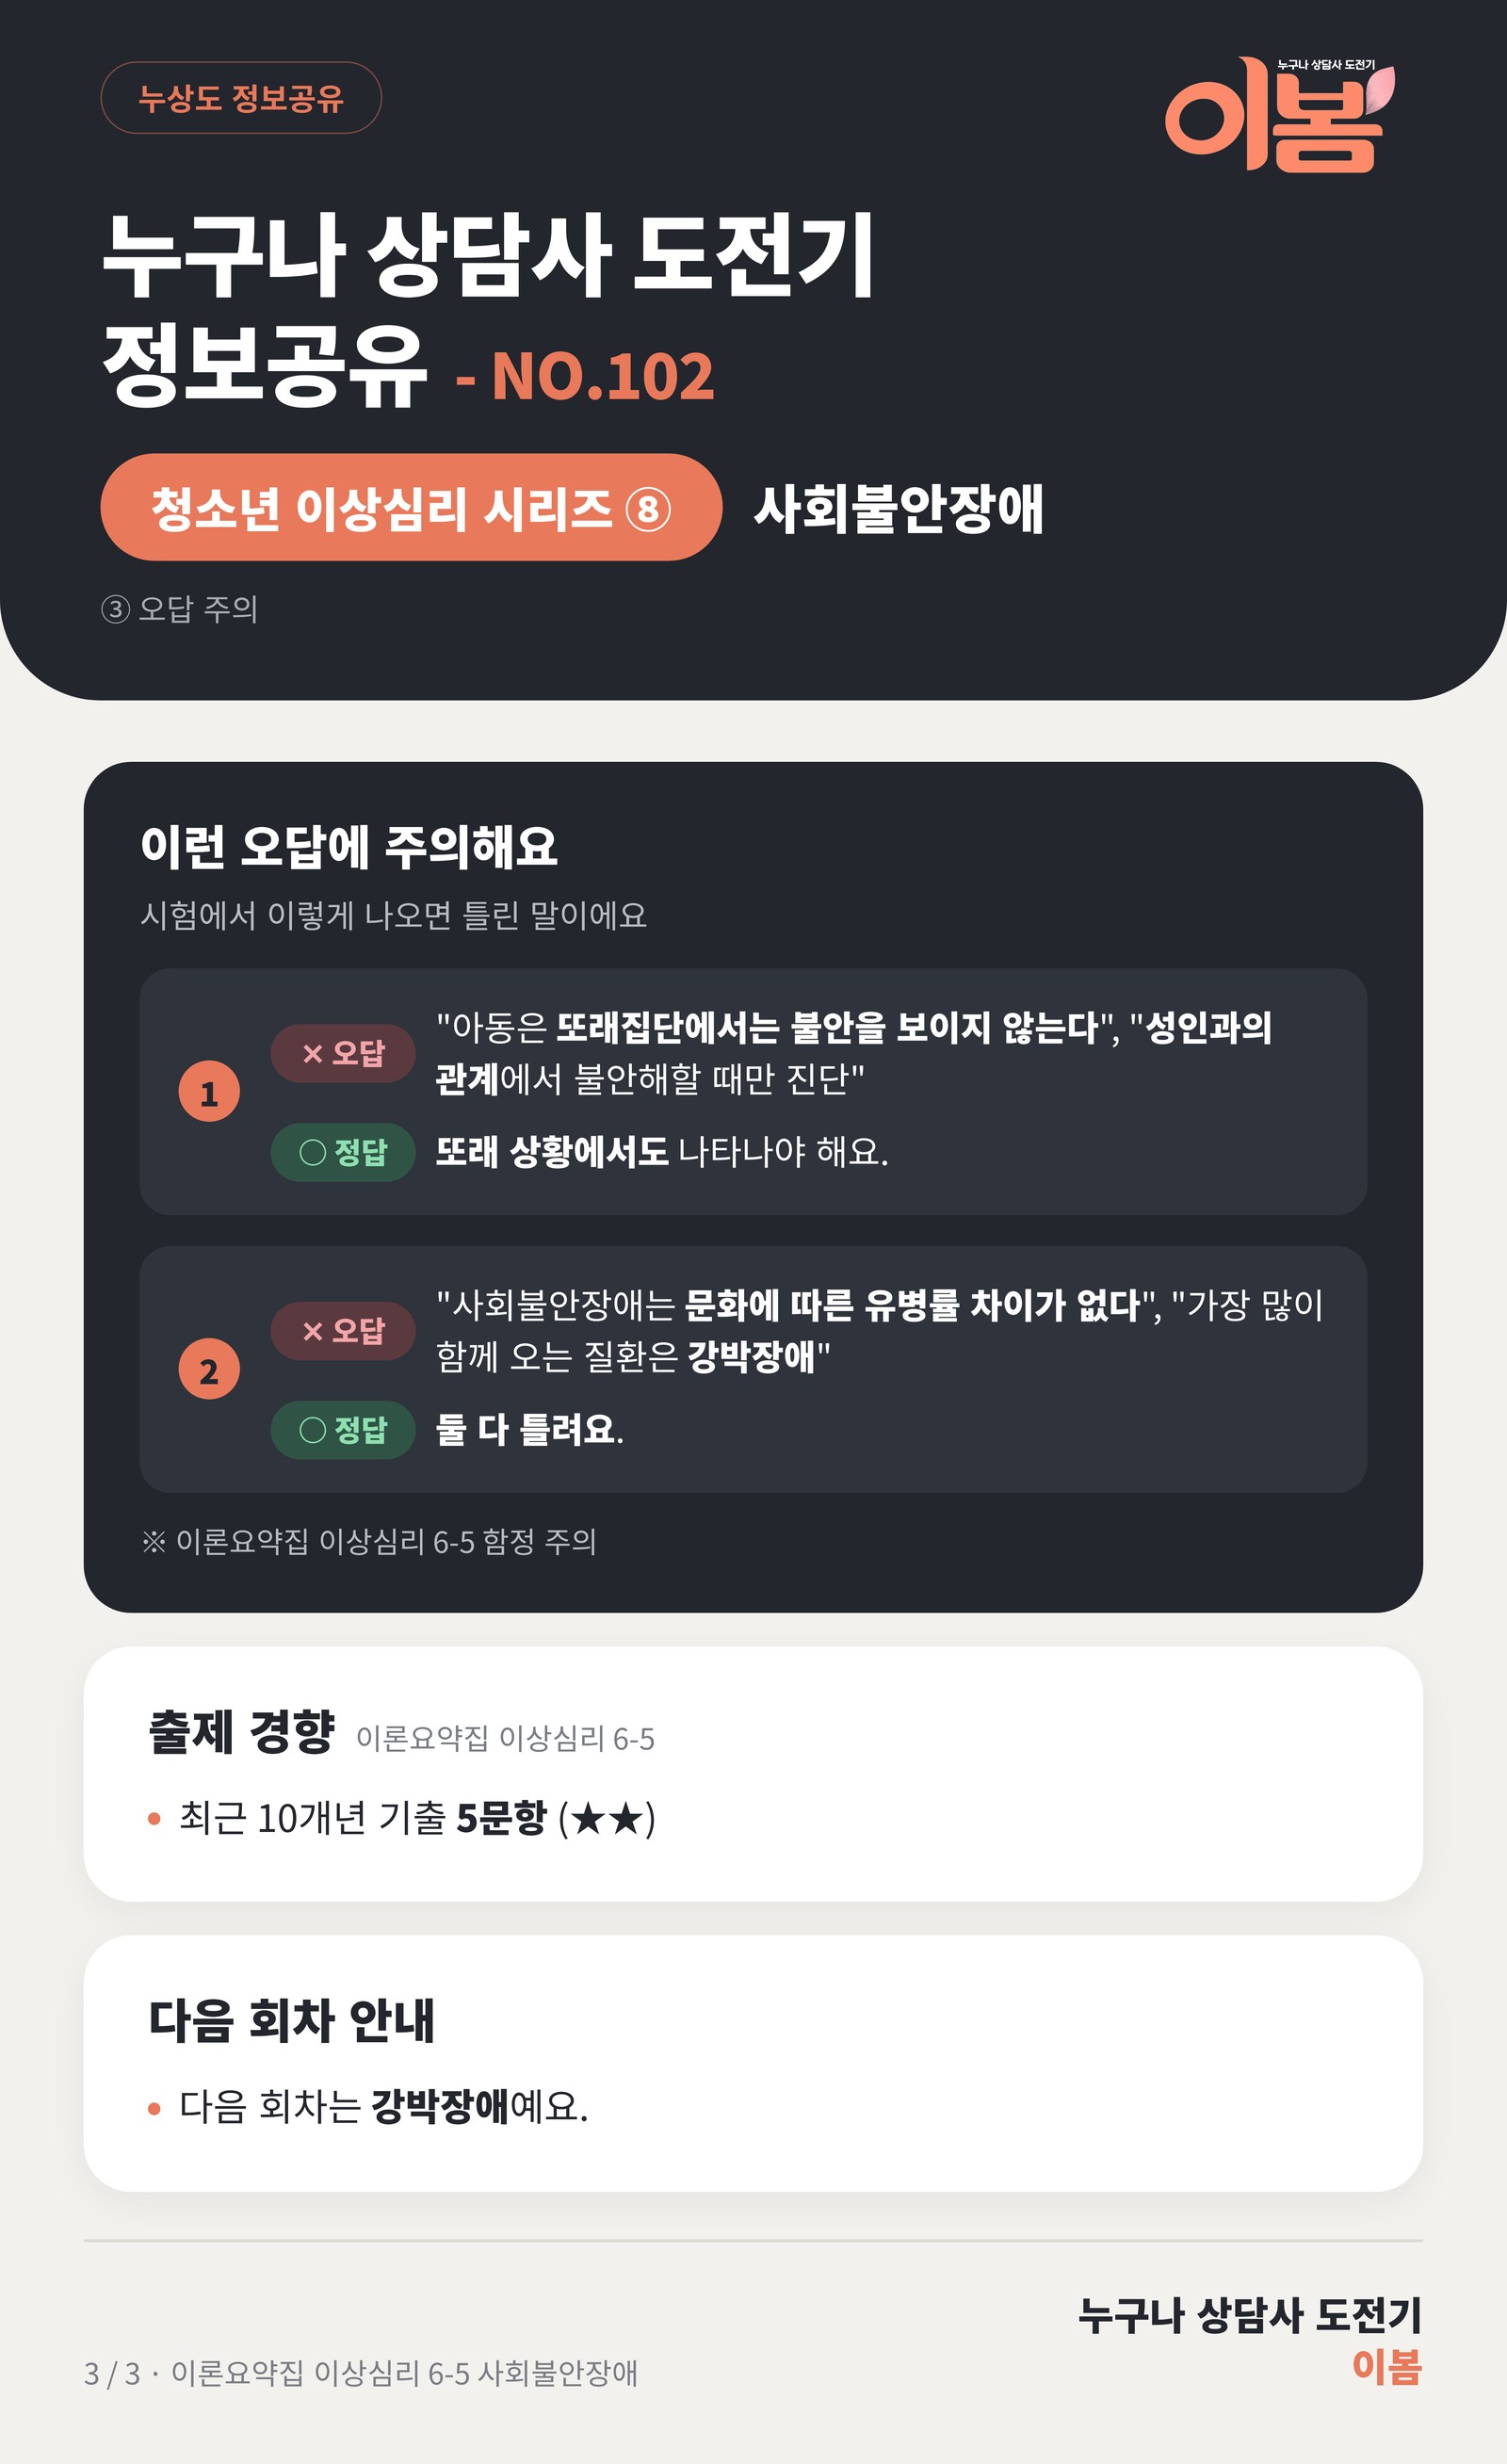 누상도 정보공유
누구나 상담사 도전기
이봄
누구나 상담사 도전기
정보공유 - NO.102
청소년 이상심리 시리즈 ⑧ 사회불안장애
③ 오답 주의
이런 오답에 주의해요
시험에서 이렇게 나오면 틀린 말이에요
1
✕ 오답
"아동은 또래집단에서는 불안을 보이지 않는다", "성인과의
관계에서 불안해할 때만 진단"
○ 정답
또래 상황에서도 나타나야 해요.
2
✕ 오답
"사회불안장애는 문화에 따른 유병률 차이가 없다", "가장 많이
함께 오는 질환은 강박장애"
○ 정답
둘 다 틀려요.
※ 이론요약집 이상심리 6-5 함정 주의
출제 경향 이론요약집 이상심리 6-5
• 최근 10개년 기출 5문항 (★★)
다음 회차 안내
• 다음 회차는 강박장애예요.
3 / 3 · 이론요약집 이상심리 6-5 사회불안장애
누구나 상담사 도전기
이봄